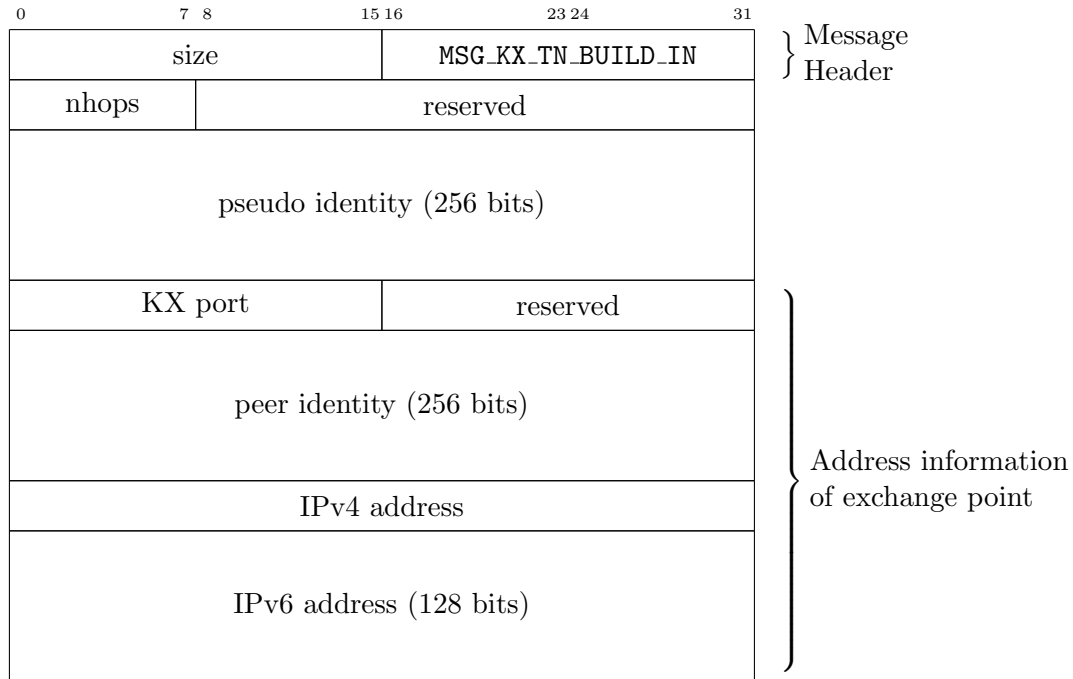 0 7 8 15 16 23 24 31
size MSG_KX_TN_BUILD_IN
Message
Header
nhops reserved
pseudo identity (256 bits)
KX port reserved
peer identity (256 bits)
Address information
of exchange point
IPv4 address
IPv6 address (128 bits)